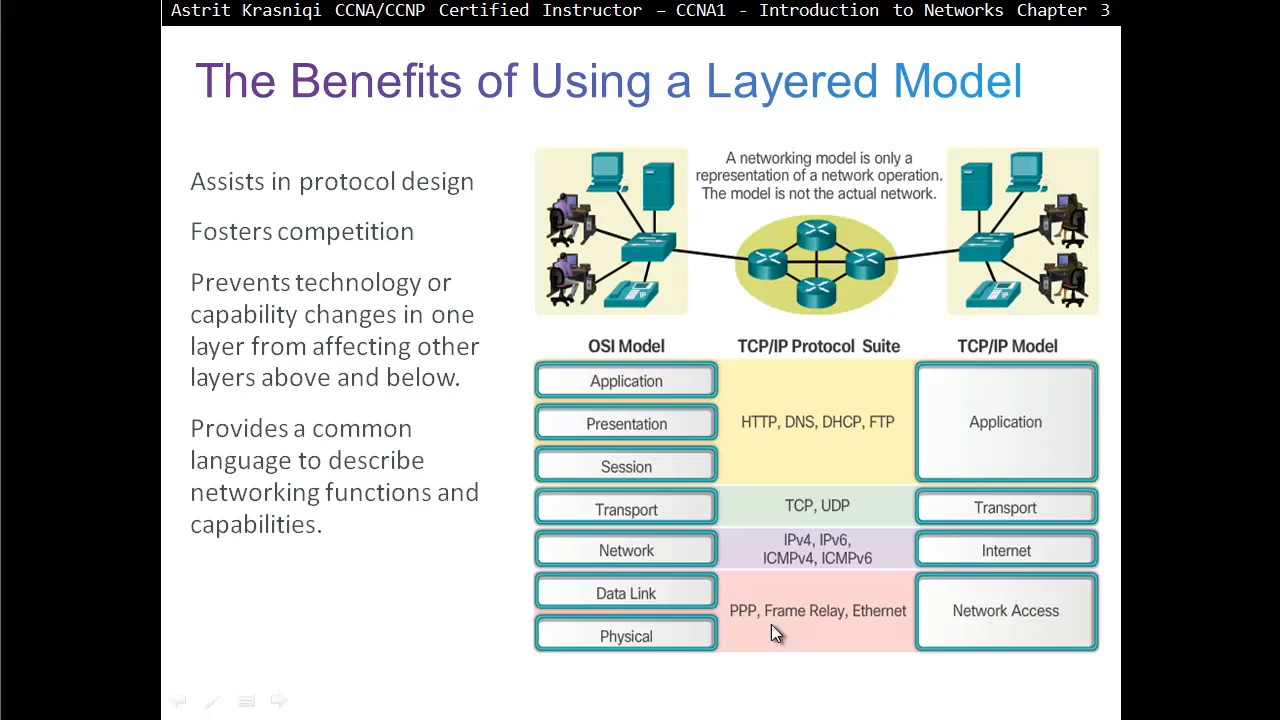 Astrit Krasniqi CCNA/CCNP Certified Instructor – CCNA1 - Introduction to Networks Chapter 3
The Benefits of Using a Layered Model
Assists in protocol design
Fosters competition
Prevents technology or
capability changes in one
layer from affecting other
layers above and below.
Provides a common
language to describe
networking functions and
capabilities.
A networking model is only a
representation of a network operation.
The model is not the actual network.
OSI Model
TCP/IP Protocol Suite
TCP/IP Model
Application
Presentation
Session
HTTP, DNS, DHCP, FTP
Application
Transport
TCP, UDP
Transport
Network
IPv4, IPv6,
ICMPv4, ICMPv6
Internet
Data Link
Physical
PPP, Frame Relay, Ethernet
Network Access